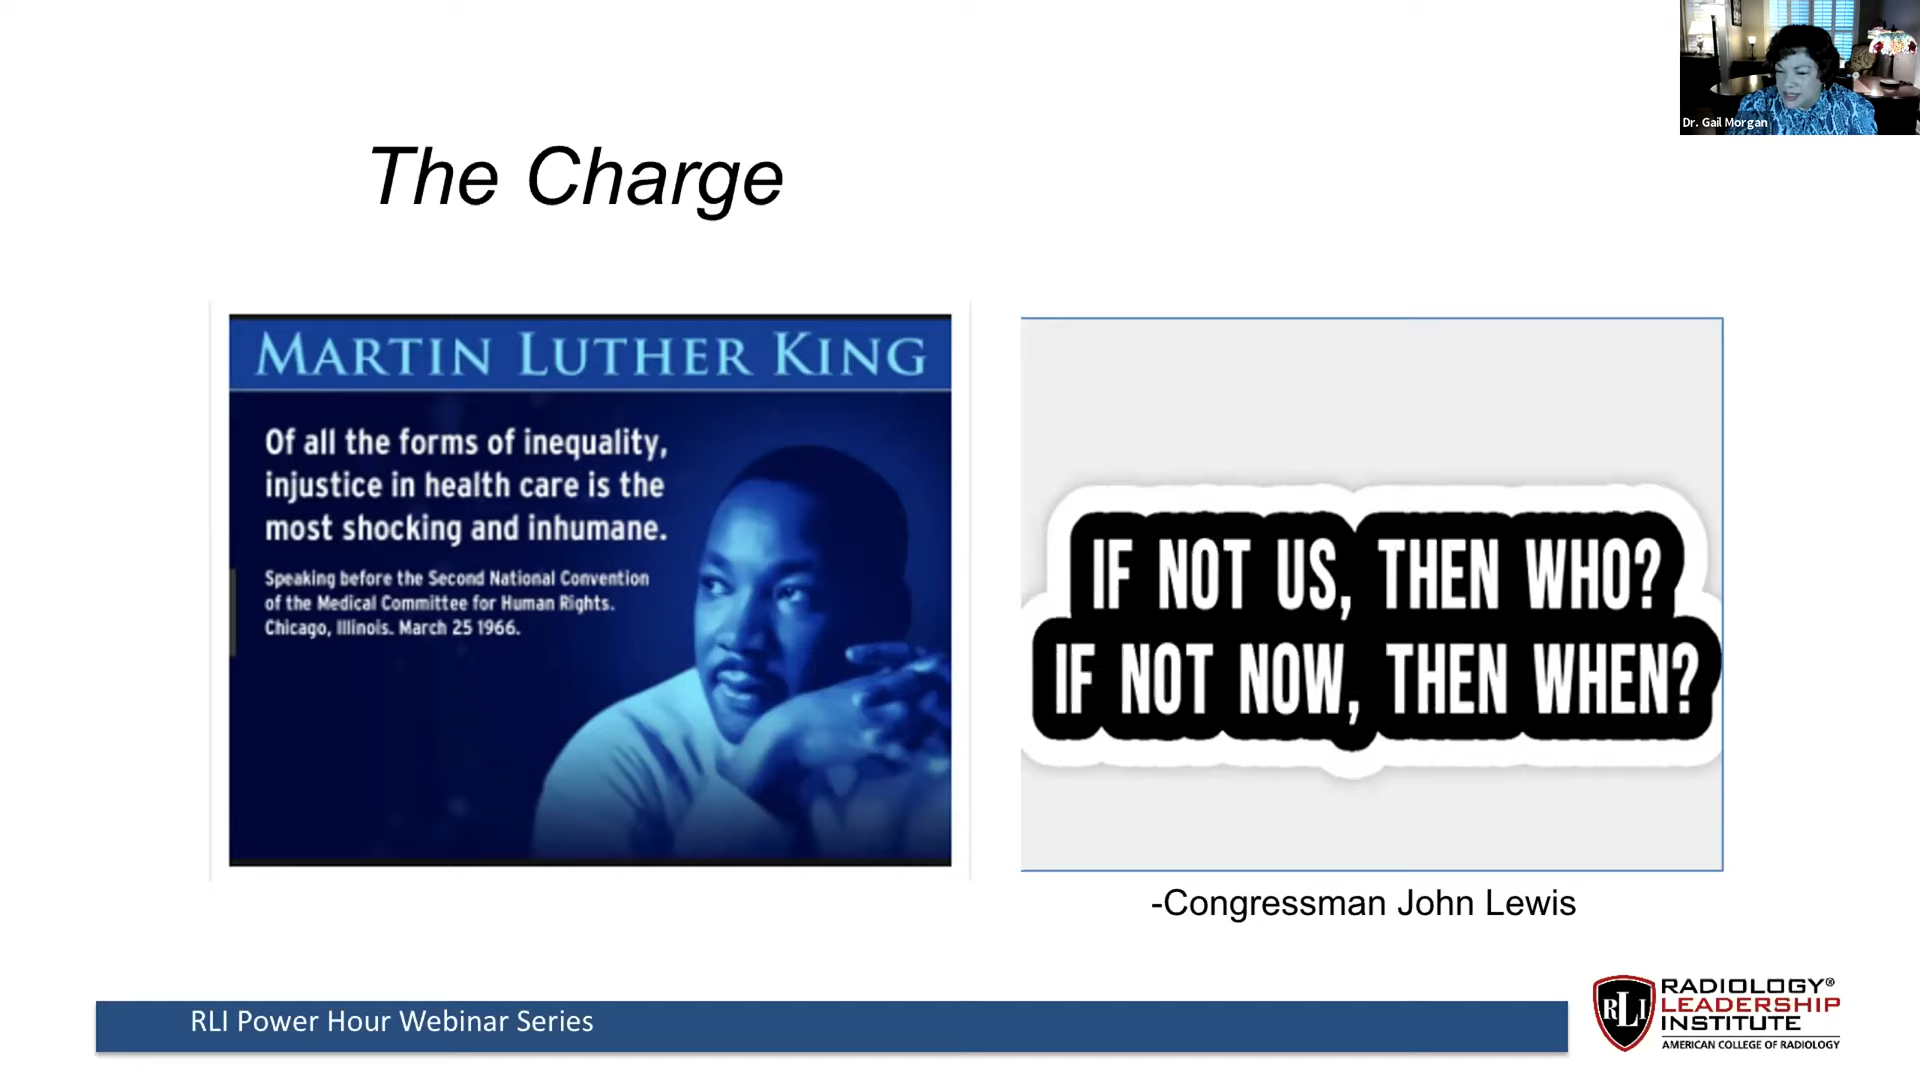 Dr. Gail Morgan
The Charge
MARTIN LUTHER KING
Of all the forms of inequality,
injustice in health care is the
most shocking and inhumane.
Speaking before the Second National Convention
of the Medical Committee for Human Rights.
Chicago, Illinois. March 25 1966.
IF NOT US, THEN WHO?
IF NOT NOW, THEN WHEN?
-Congressman John Lewis
RLI Power Hour Webinar Series
RLI
RADIOLOGY®
LEADERSHIP
INSTITUTE
AMERICAN COLLEGE OF RADIOLOGY